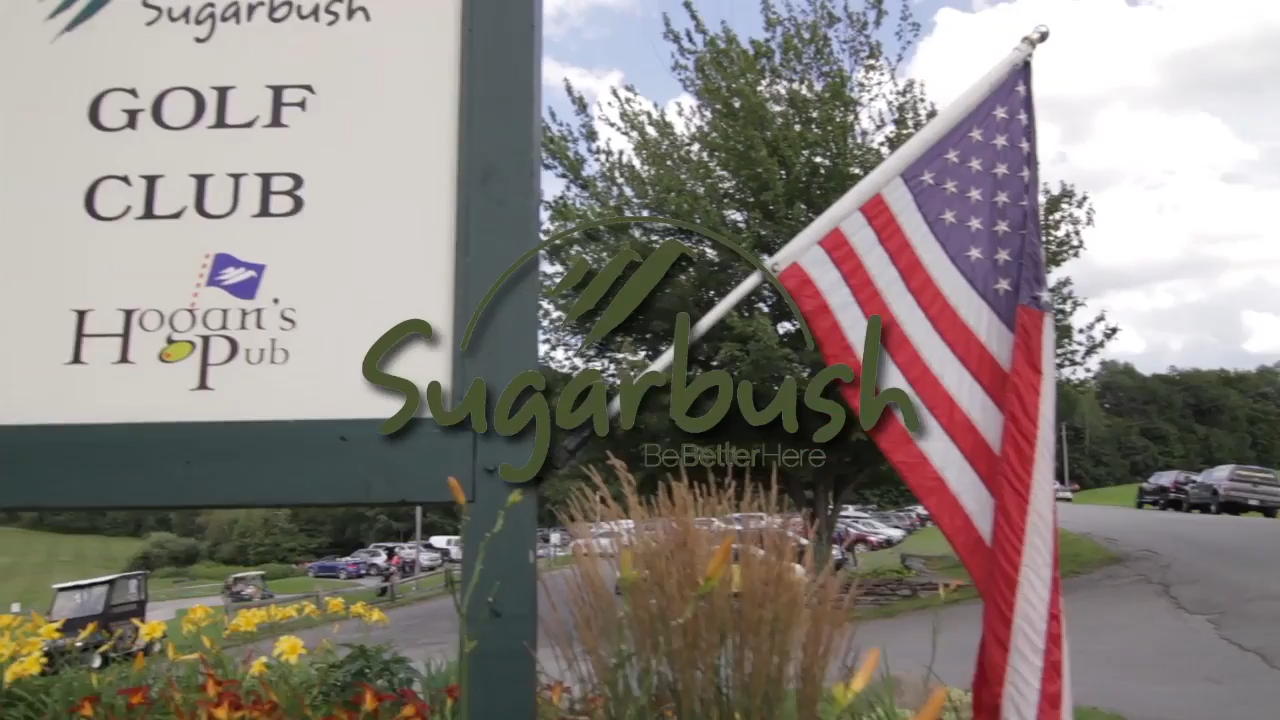 Sugarbush
GOLF
CLUB
Hogan's
Pub
Sugarbush
BeBetterHere